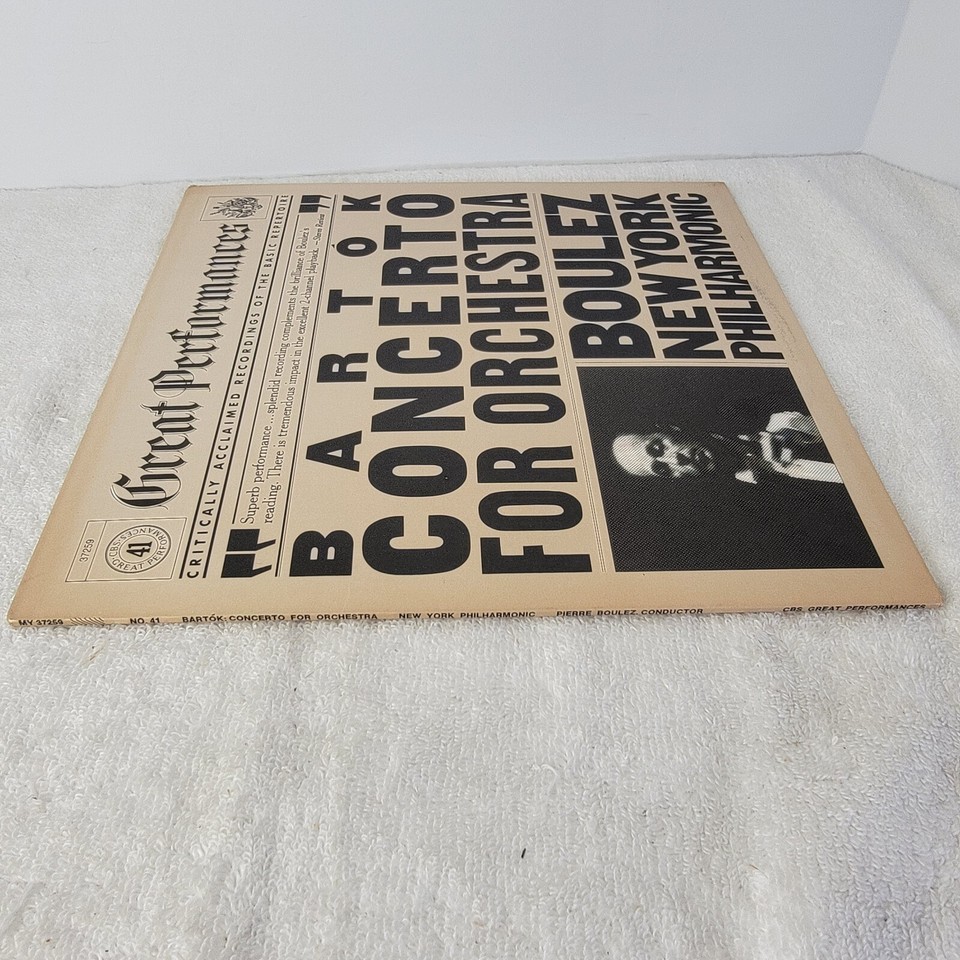 37259
CBS GREAT PERFORMANCES
41
Great Performances
CRITICALLY ACCLAIMED RECORDINGS OF THE BASIC REPERTOIRE
"Superb performance...splendid recording complements the brilliance of Boulez's
reading. There is tremendous impact in the excellent 2-channel playback. –Stereo Review"
BARTÓK
CONCERTO
FOR ORCHESTRA
BOULEZ
NEW YORK
PHILHARMONIC
MY 37259 NO. 41 BARTÓK: CONCERTO FOR ORCHESTRA NEW YORK PHILHARMONIC PIERRE BOULEZ, CONDUCTOR CBS GREAT PERFORMANCES